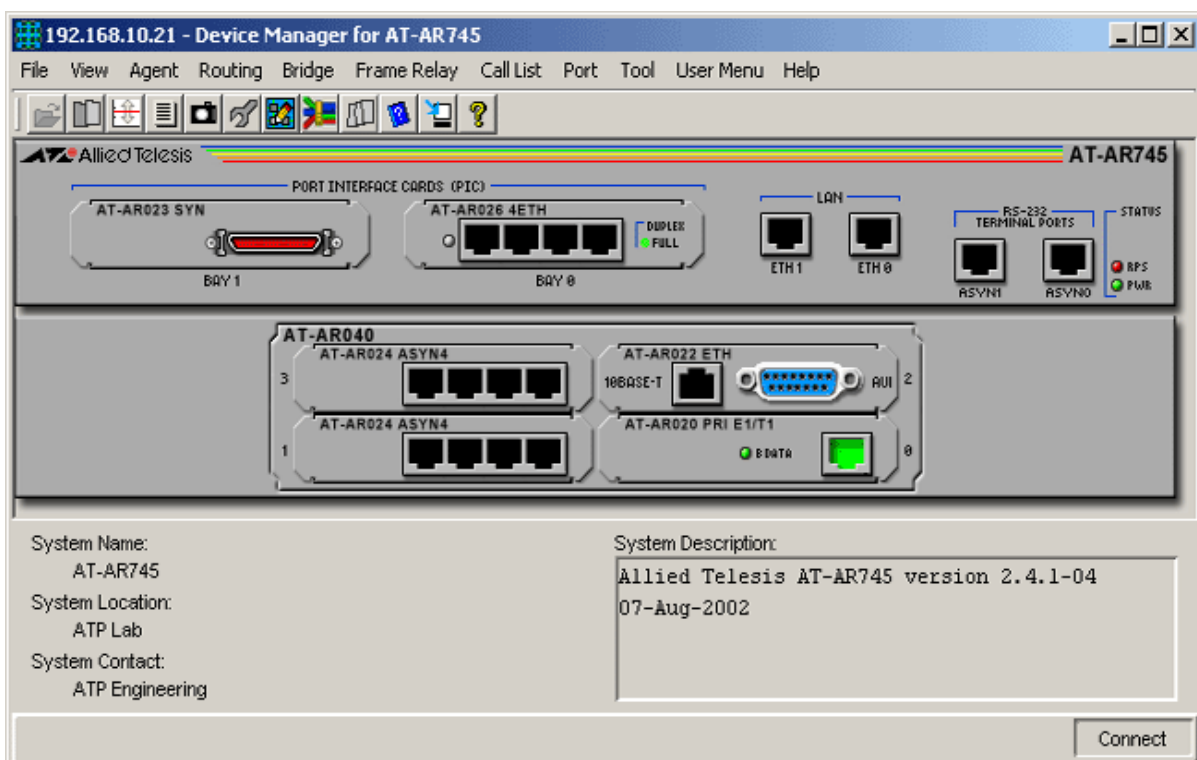 192.168.10.21 - Device Manager for AT-AR745
File View Agent Routing Bridge Frame Relay Call List Port Tool User Menu Help
Allied Telesis
AT-AR745
PORT INTERFACE CARDS (PIC)
LAN
AT-AR023 SYN
AT-AR026 4ETH
RS-232
TERMINAL PORTS
STATUS
DUPLEX
FULL
ETH 1
ETH 0
RPS
PWR
BAY 1
BAY 0
ASYN1
ASYN0
AT-AR040
AT-AR024 ASYN4
AT-AR022 ETH
3
10BASE-T
AUI
2
AT-AR024 ASYN4
AT-AR020 PRI E1/T1
1
B DATA
0
System Name:
AT-AR745
System Location:
ATP Lab
System Contact:
ATP Engineering
System Description:
Allied Telesis AT-AR745 version 2.4.1-04
07-Aug-2002
Connect